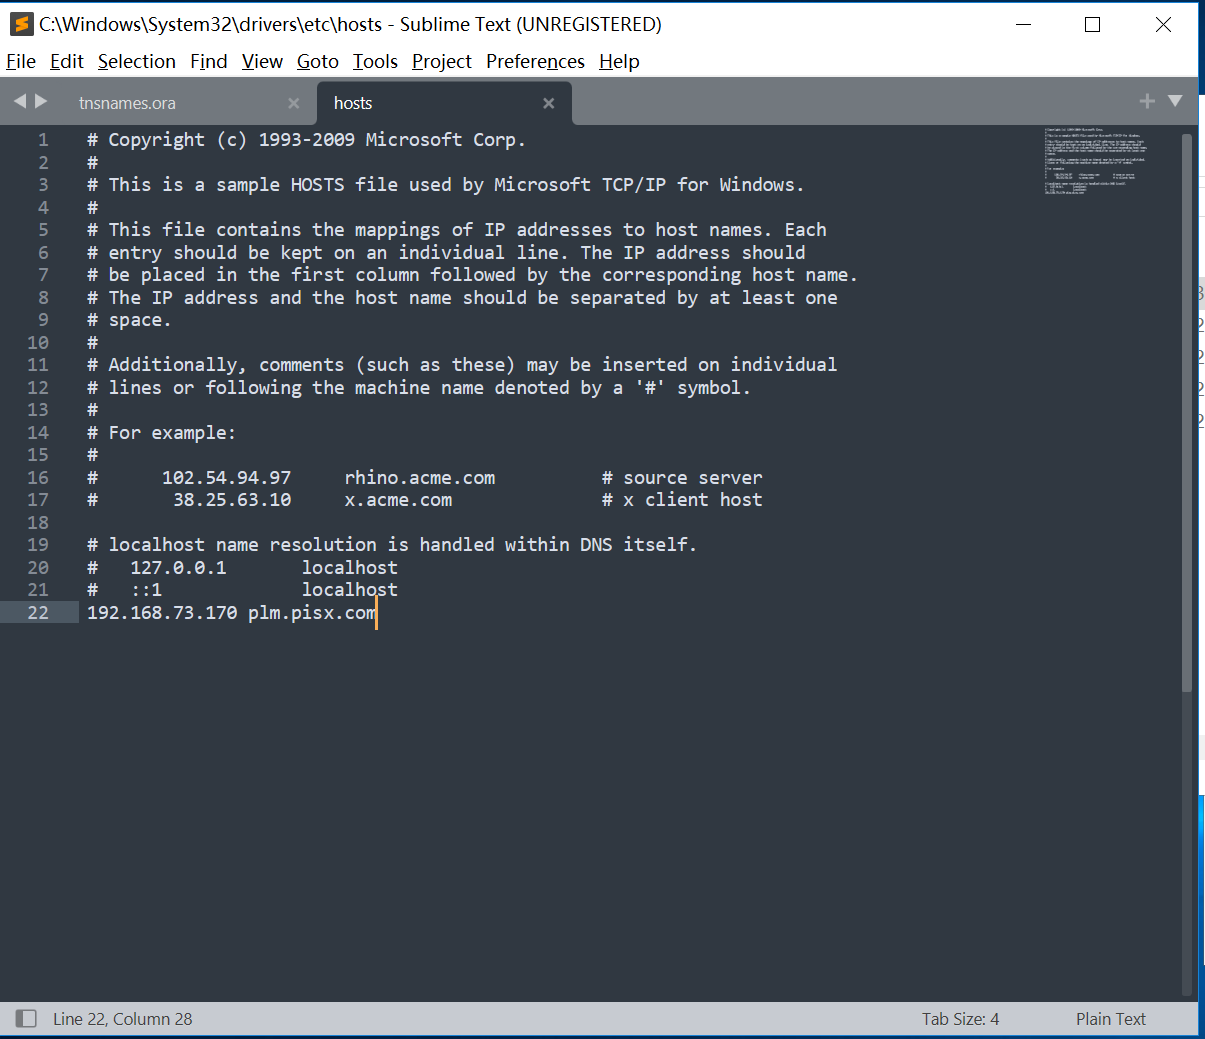 C:\Windows\System32\drivers\etc\hosts - Sublime Text (UNREGISTERED)
File Edit Selection Find View Goto Tools Project Preferences Help
tnsnames.ora hosts
1 # Copyright (c) 1993-2009 Microsoft Corp.
2 #
3 # This is a sample HOSTS file used by Microsoft TCP/IP for Windows.
4 #
5 # This file contains the mappings of IP addresses to host names. Each
6 # entry should be kept on an individual line. The IP address should
7 # be placed in the first column followed by the corresponding host name.
8 # The IP address and the host name should be separated by at least one
9 # space.
10 #
11 # Additionally, comments (such as these) may be inserted on individual
12 # lines or following the machine name denoted by a '#' symbol.
13 #
14 # For example:
15 #
16 #      102.54.94.97     rhino.acme.com          # source server
17 #       38.25.63.10     x.acme.com              # x client host
18
19 # localhost name resolution is handled within DNS itself.
20 #   127.0.0.1       localhost
21 #   ::1             localhost
22 192.168.73.170 plm.pisx.com
Line 22, Column 28 Tab Size: 4 Plain Text